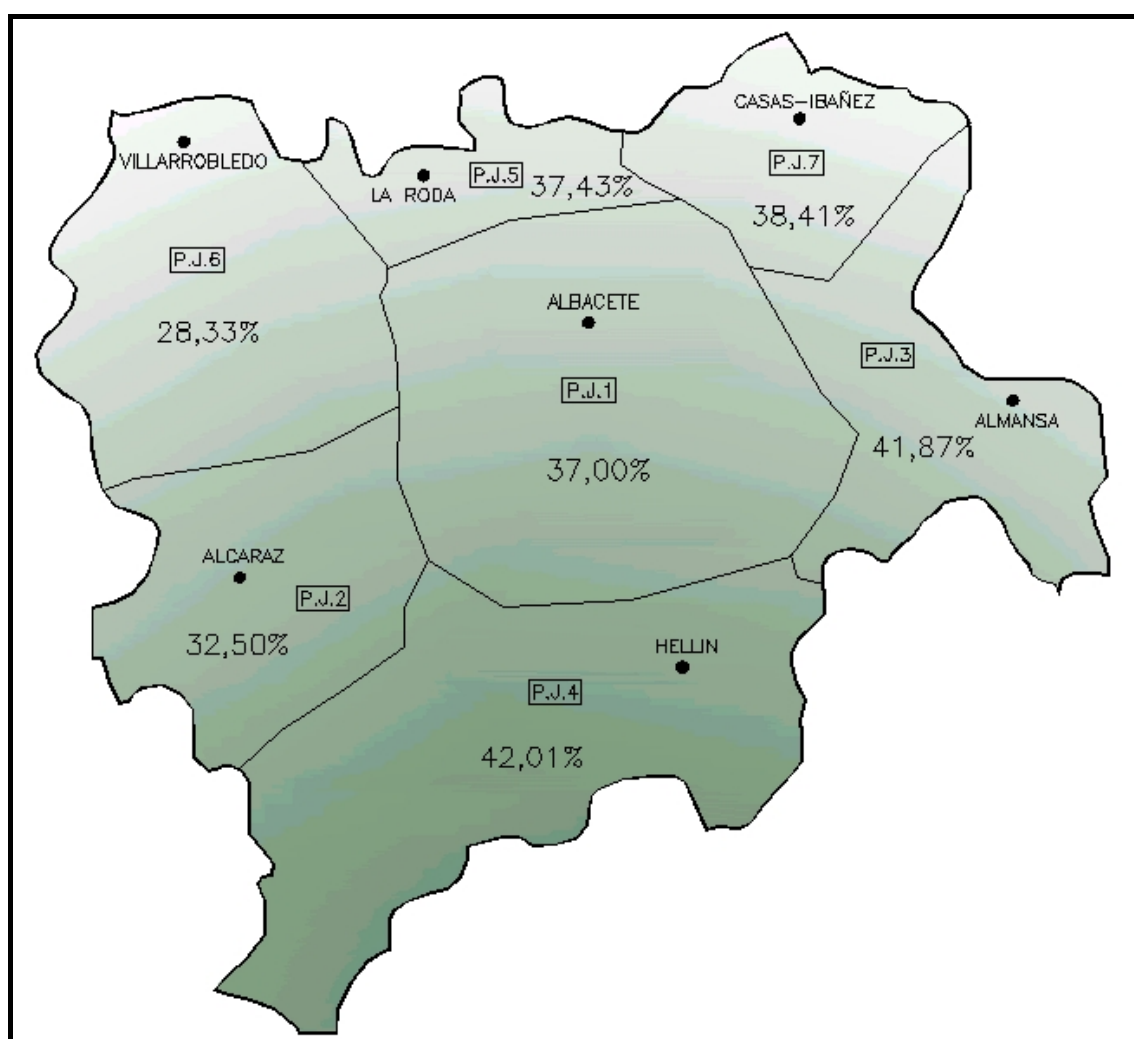 CASAS-IBAÑEZ
VILLARROBLEDO
P.J.7
P.J.5
37,43%
LA RODA
38,41%
P.J.6
ALBACETE
28,33%
P.J.3
P.J.1
ALMANSA
41,87%
37,00%
ALCARAZ
P.J.2
32,50%
HELLIN
P.J.4
42,01%